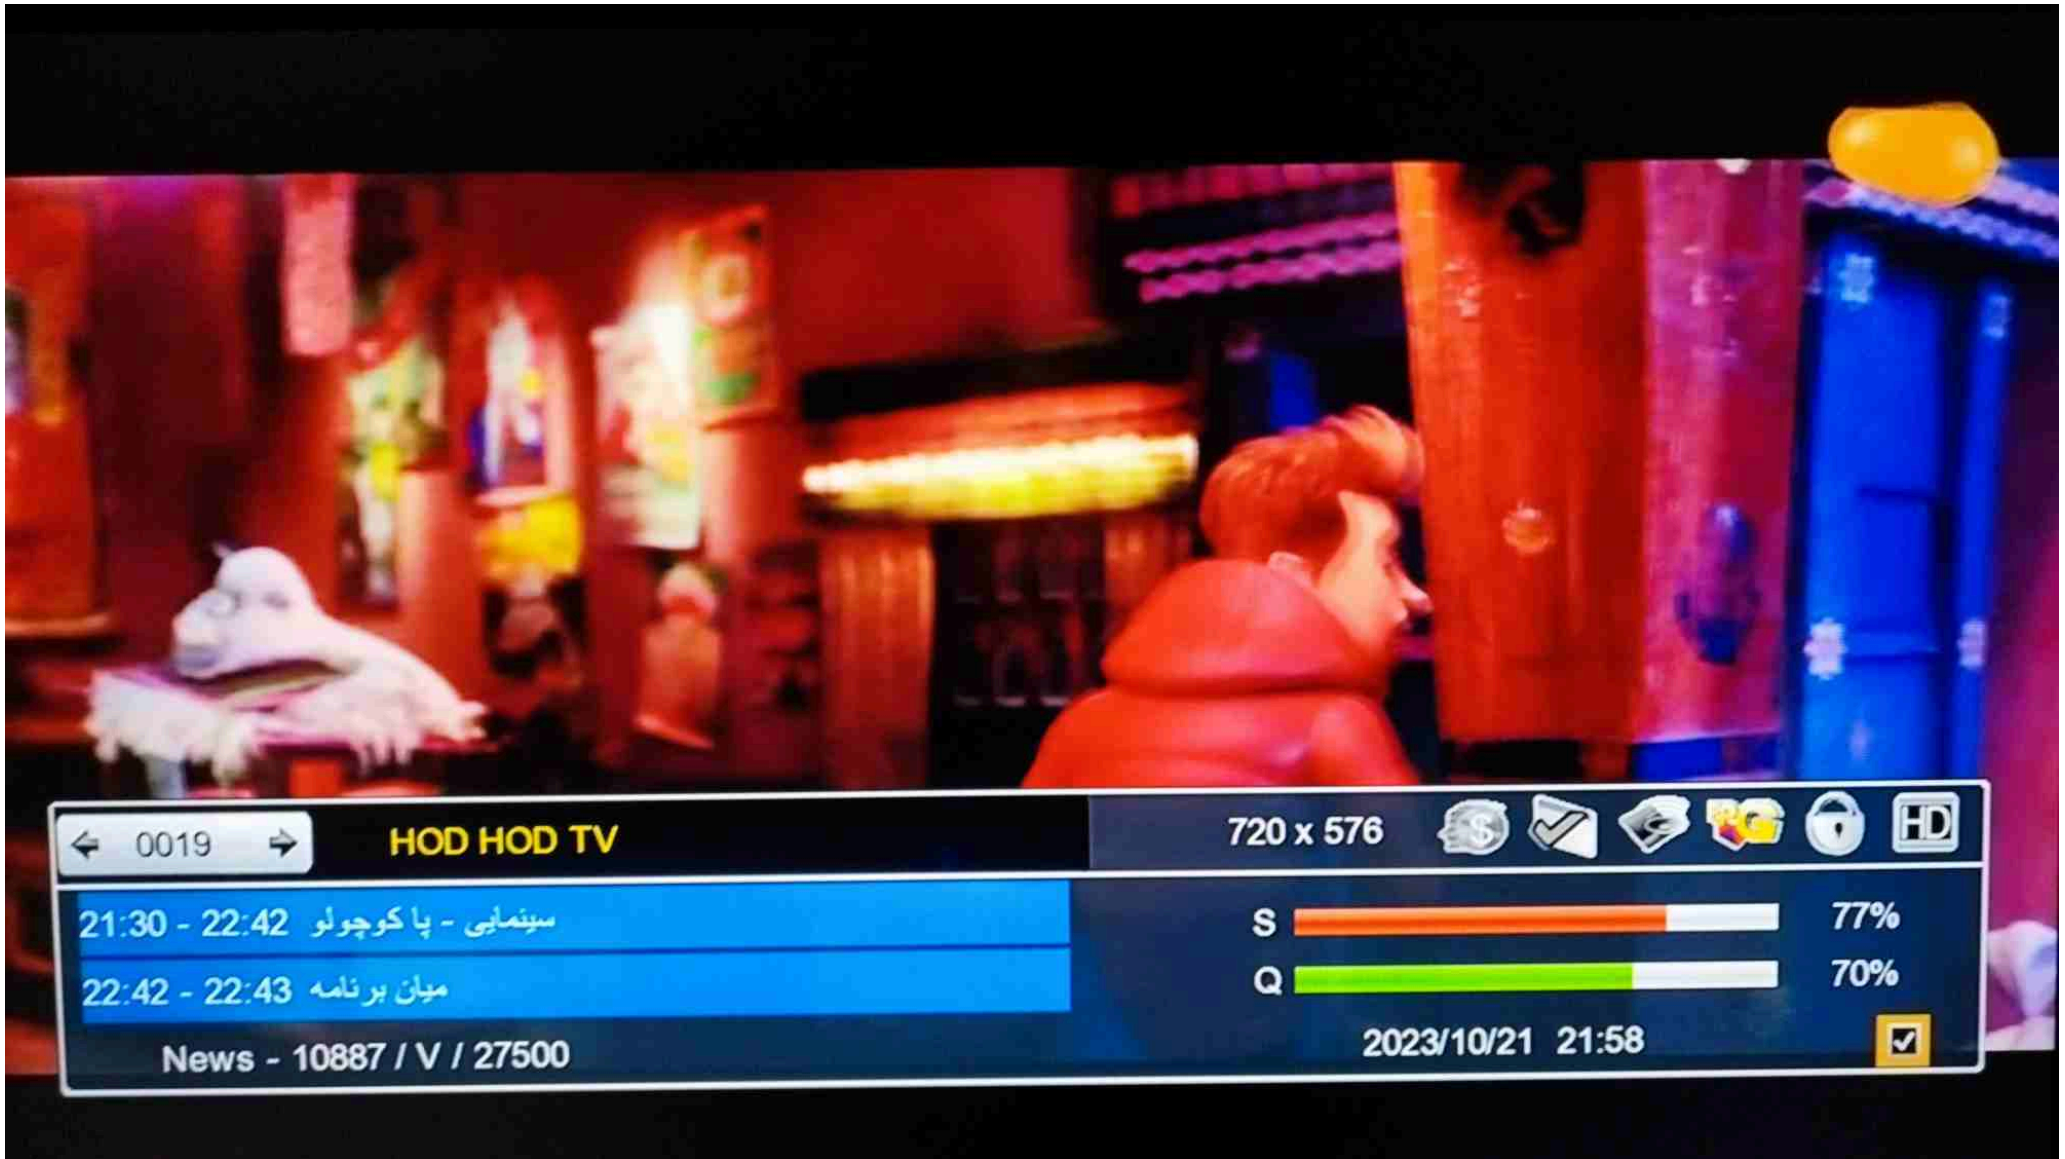 0019
HOD HOD TV
720 x 576
HD
21:30 - 22:42 سینمایی - پا کوچولو
22:42 - 22:43 میان برنامه
S 77%
Q 70%
News - 10887 / V / 27500
2023/10/21 21:58